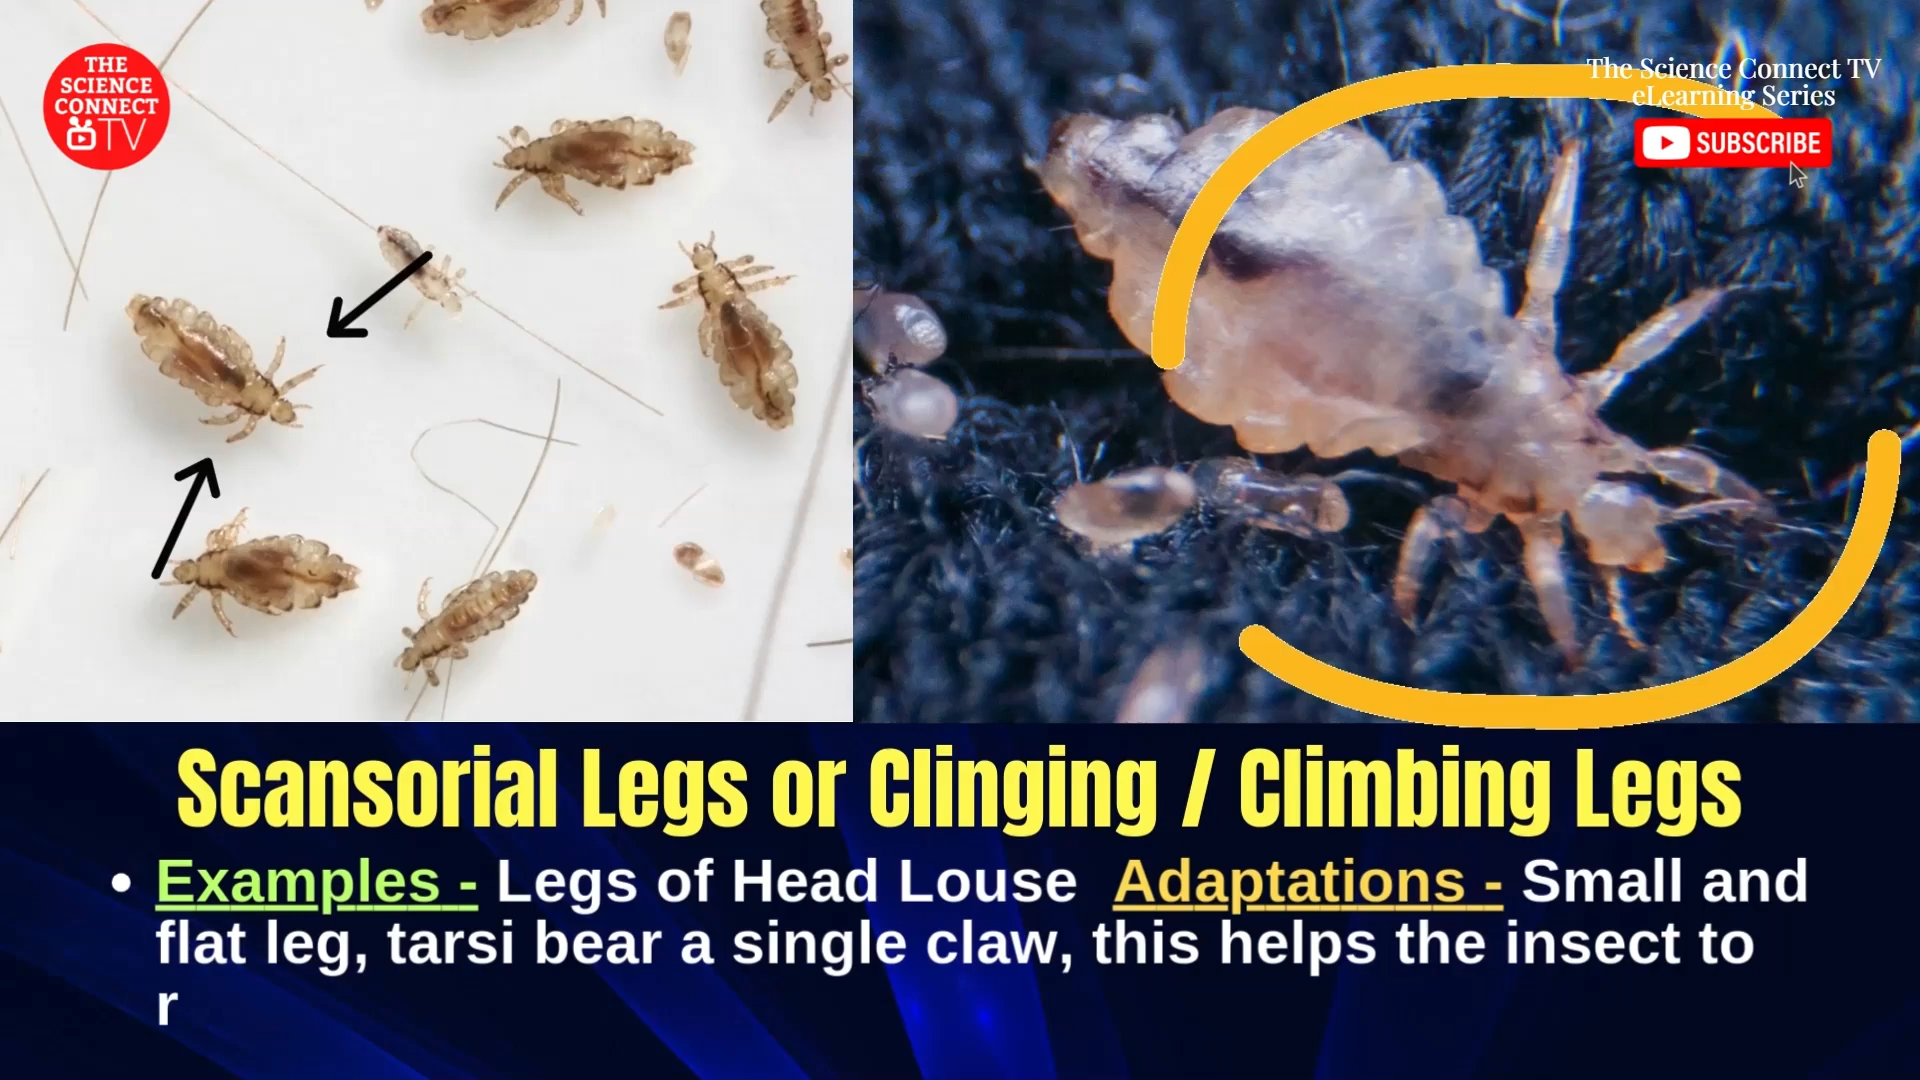 THE
SCIENCE
CONNECT
TV
The Science Connect TV
eLearning Series
SUBSCRIBE
Scansorial Legs or Clinging / Climbing Legs
• Examples - Legs of Head Louse Adaptations - Small and
flat leg, tarsi bear a single claw, this helps the insect to
r